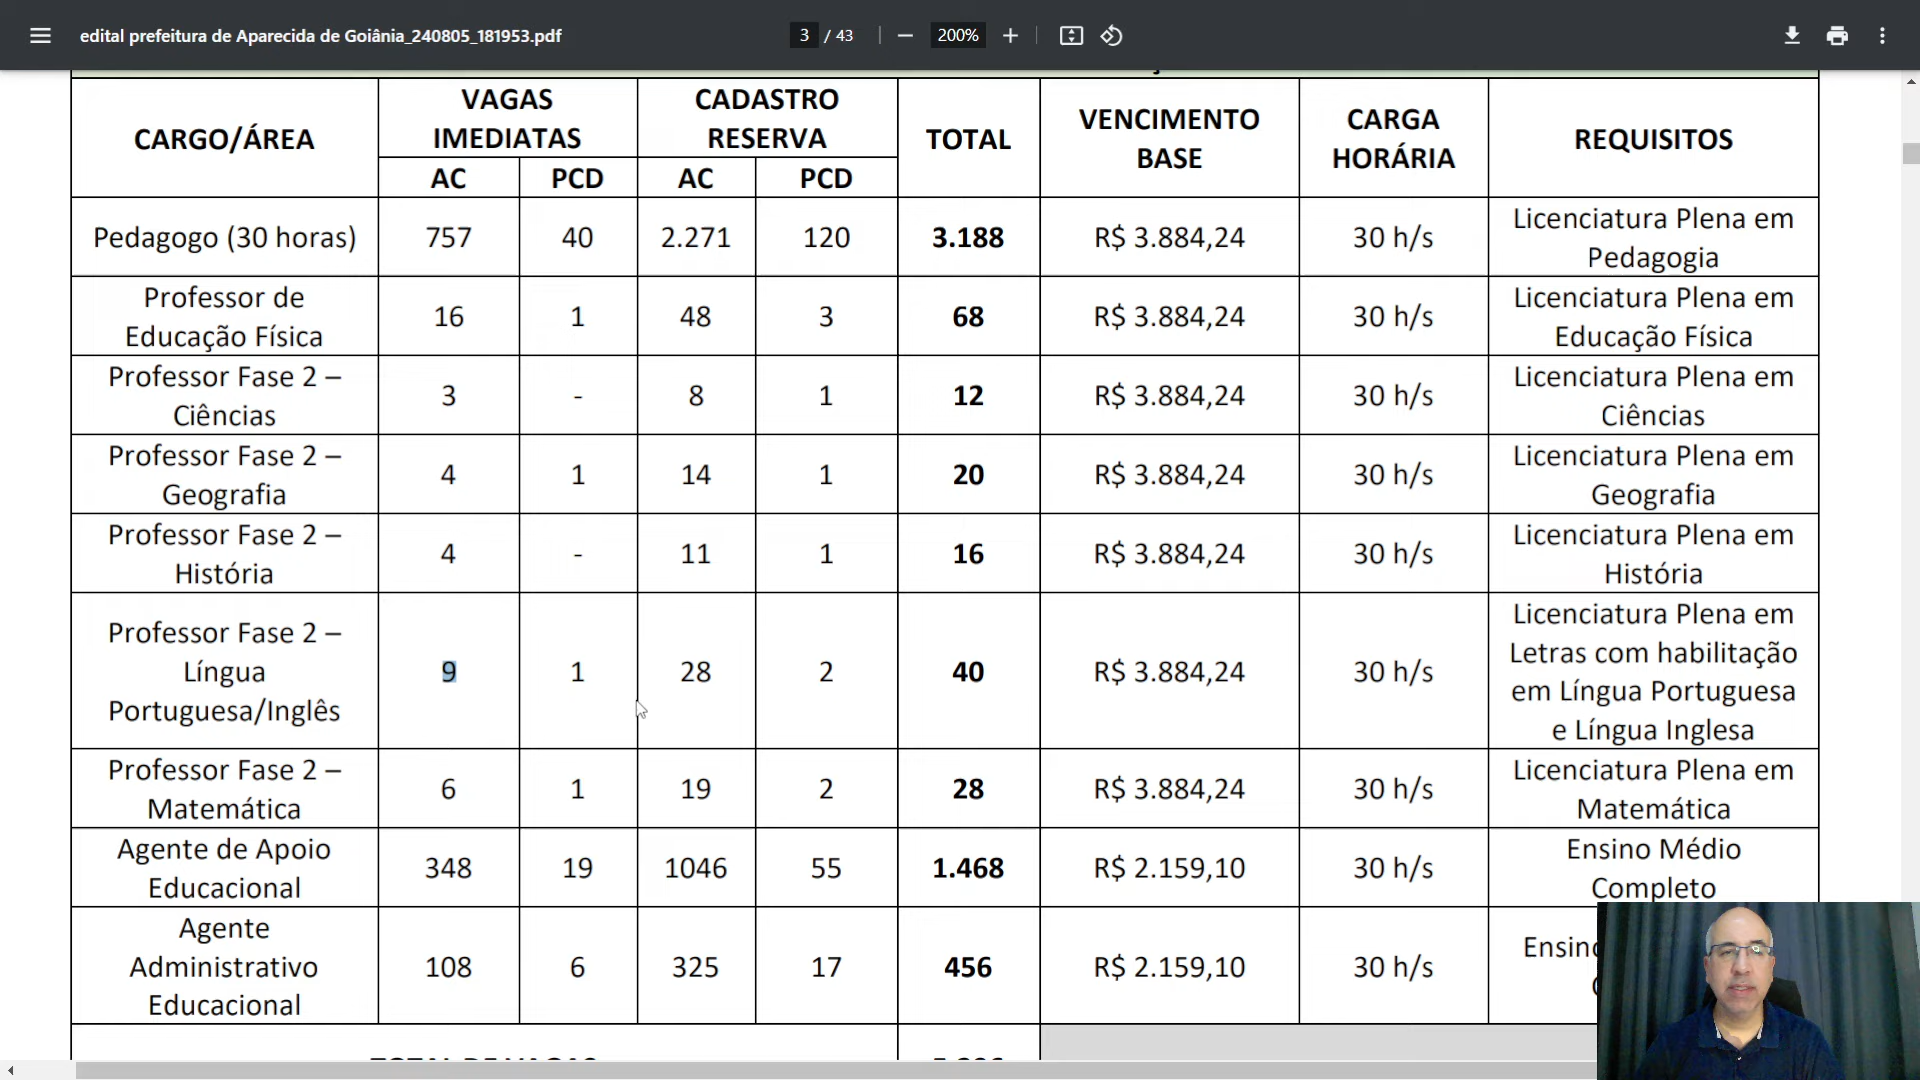 edital prefeitura de Aparecida de Goiânia_240805_181953.pdf
3 / 43
200%
CARGO/ÁREA
VAGAS
IMEDIATAS
CADASTRO
RESERVA
TOTAL
VENCIMENTO
BASE
CARGA
HORÁRIA
REQUISITOS
AC PCD AC PCD
Pedagogo (30 horas) 757 40 2.271 120 3.188 R$ 3.884,24 30 h/s
Licenciatura Plena em
Pedagogia
Professor de
Educação Física
16 1 48 3 68 R$ 3.884,24 30 h/s
Licenciatura Plena em
Educação Física
Professor Fase 2 –
Ciências
3 - 8 1 12 R$ 3.884,24 30 h/s
Licenciatura Plena em
Ciências
Professor Fase 2 –
Geografia
4 1 14 1 20 R$ 3.884,24 30 h/s
Licenciatura Plena em
Geografia
Professor Fase 2 –
História
4 - 11 1 16 R$ 3.884,24 30 h/s
Licenciatura Plena em
História
Professor Fase 2 –
Língua
Portuguesa/Inglês
9 1 28 2 40 R$ 3.884,24 30 h/s
Licenciatura Plena em
Letras com habilitação
em Língua Portuguesa
e Língua Inglesa
Professor Fase 2 –
Matemática
6 1 19 2 28 R$ 3.884,24 30 h/s
Licenciatura Plena em
Matemática
Agente de Apoio
Educacional
348 19 1046 55 1.468 R$ 2.159,10 30 h/s
Ensino Médio
Completo
Agente
Administrativo
Educacional
108 6 325 17 456 R$ 2.159,10 30 h/s
TOTAL DE VAGAS